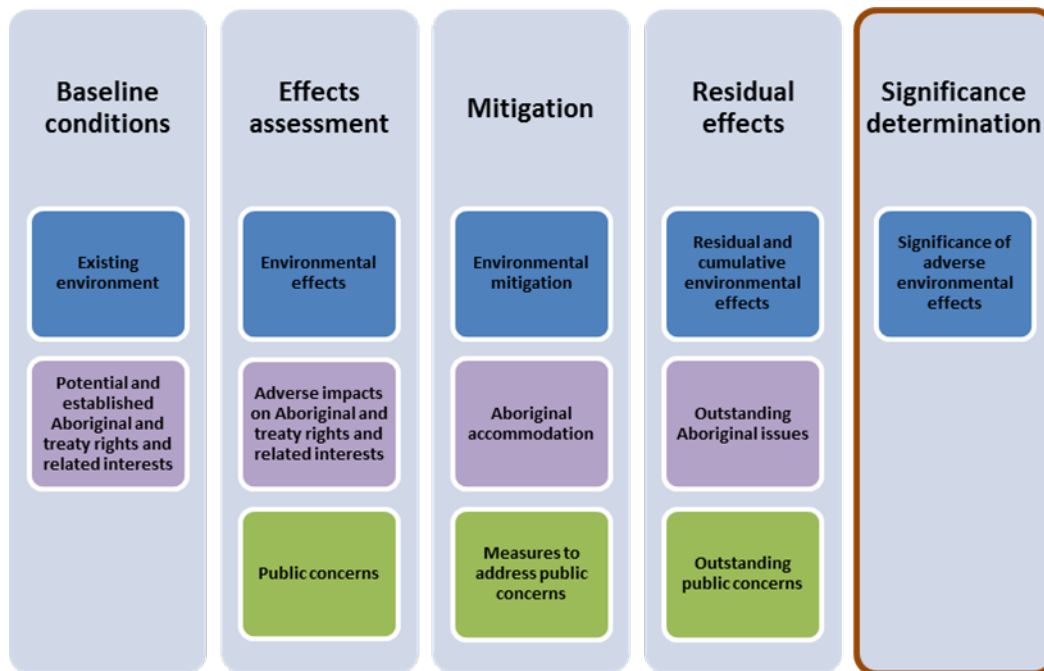 Baseline
conditions
Existing
environment
Potential and
established
Aboriginal and
treaty rights and
related interests
Effects
assessment
Environmental
effects
Adverse impacts
on Aboriginal and
treaty rights and
related interests
Public concerns
Mitigation
Environmental
mitigation
Aboriginal
accommodation
Measures to
address public
concerns
Residual
effects
Residual and
cumulative
environmental
effects
Outstanding
Aboriginal issues
Outstanding
public concerns
Significance
determination
Significance of
adverse
environmental
effects